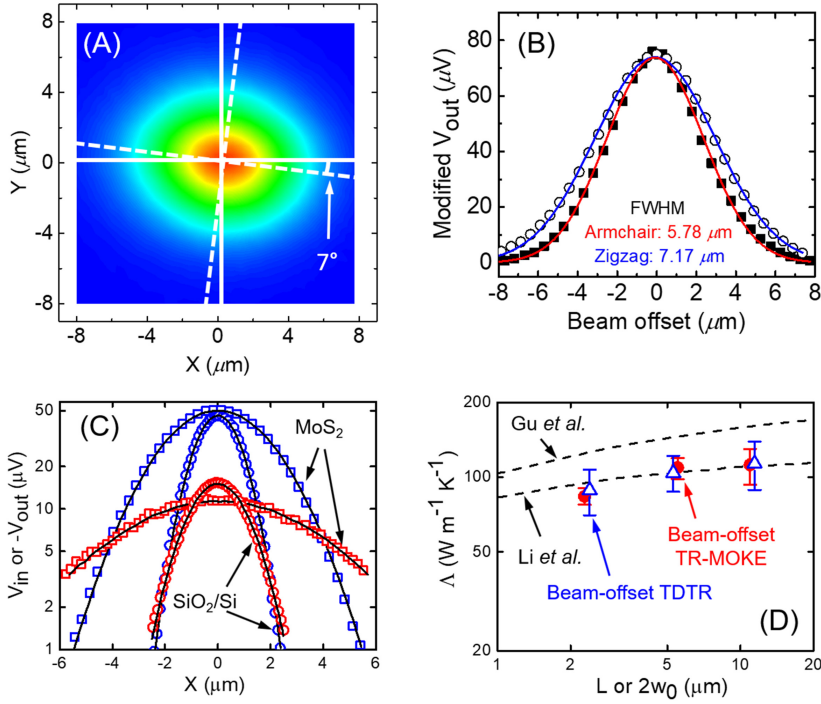 (A)
8
4
0
-4
-8
Y (μm)
7°
-8 -4 0 4 8
X (μm)
(B)
80
60
40
20
0
Modified Vout (μV)
FWHM
Armchair: 5.78 μm
Zigzag: 7.17 μm
-8 -6 -4 -2 0 2 4 6 8
Beam offset (μm)
(C)
50
20
10
5
2
1
Vin or -Vout (μV)
MoS2
SiO2/Si
-6 -4 -2 0 2 4 6
X (μm)
200
100
50
20
Λ (W m-1 K-1)
Gu et al.
Li et al.
Beam-offset
TR-MOKE
Beam-offset TDTR
(D)
1 2 5 10 20
L or 2w0 (μm)